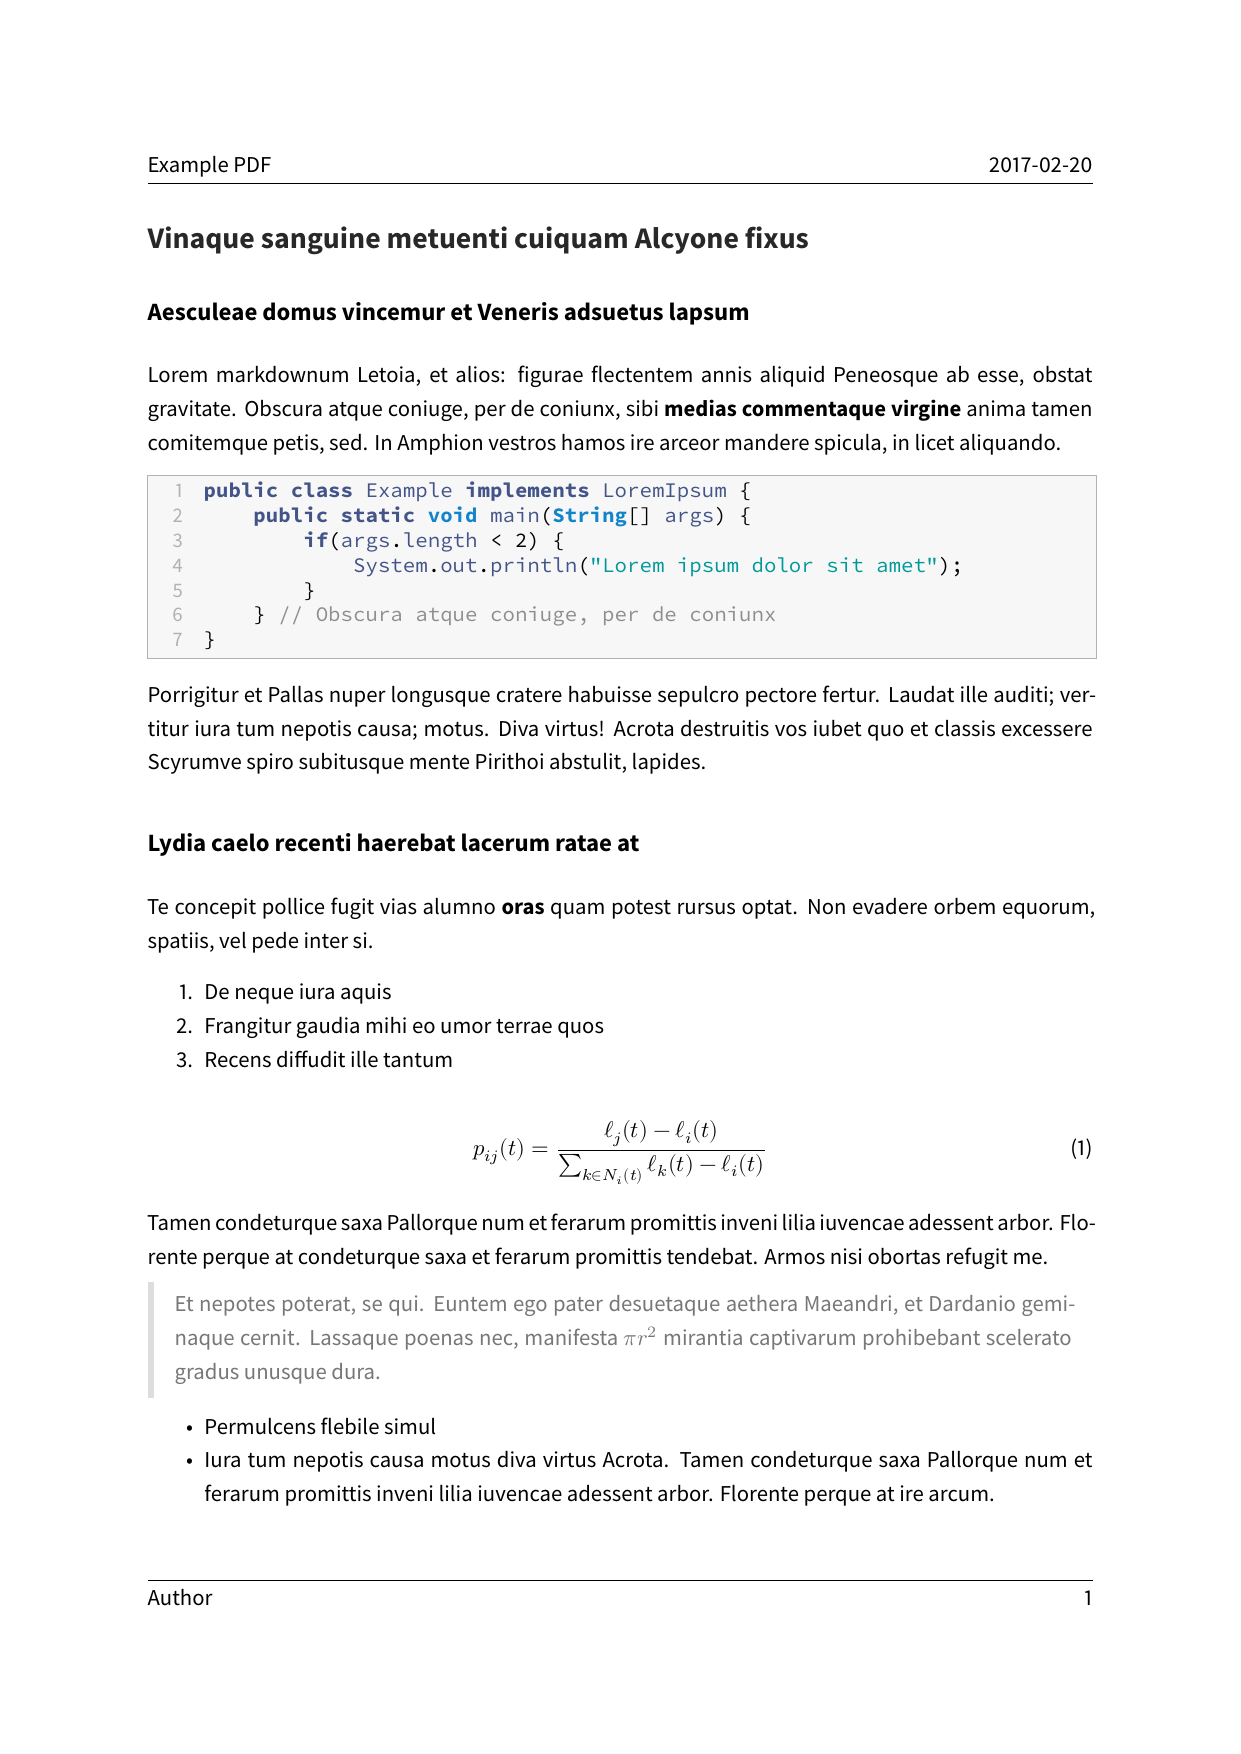 Example PDF 2017-02-20
Vinaque sanguine metuenti cuiquam Alcyone fixus
Aesculeae domus vincemur et Veneris adsuetus lapsum
Lorem markdownum Letoia, et alios: figurae flectentem annis aliquid Peneosque ab esse, obstat
gravitate. Obscura atque coniuge, per de coniunx, sibi medias commentaque virgine anima tamen
comitemque petis, sed. In Amphion vestros hamos ire arceor mandere spicula, in licet aliquando.
1 public class Example implements LoremIpsum {
2     public static void main(String[] args) {
3         if(args.length < 2) {
4             System.out.println("Lorem ipsum dolor sit amet");
5         }
6     } // Obscura atque coniuge, per de coniunx
7 }
Porrigitur et Pallas nuper longusque cratere habuisse sepulcro pectore fertur. Laudat ille auditi; ver-
titur iura tum nepotis causa; motus. Diva virtus! Acrota destruitis vos iubet quo et classis excessere
Scyrumve spiro subitusque mente Pirithoi abstulit, lapides.
Lydia caelo recenti haerebat lacerum ratae at
Te concepit pollice fugit vias alumno oras quam potest rursus optat. Non evadere orbem equorum,
spatiis, vel pede inter si.
1. De neque iura aquis
2. Frangitur gaudia mihi eo umor terrae quos
3. Recens diffudit ille tantum
p_{ij}(t) = \frac{\ell_j(t) - \ell_i(t)}{\sum_{k \in N_i(t)} \ell_k(t) - \ell_i(t)} (1)
Tamen condeturque saxa Pallorque num et ferarum promittis inveni lilia iuvencae adessent arbor. Flo-
rente perque at condeturque saxa et ferarum promittis tendebat. Armos nisi obortas refugit me.
Et nepotes poterat, se qui. Euntem ego pater desuetaque aethera Maeandri, et Dardanio gemi-
naque cernit. Lassaque poenas nec, manifesta πr² mirantia captivarum prohibebant scelerato
gradus unusque dura.
• Permulcens flebile simul
• Iura tum nepotis causa motus diva virtus Acrota. Tamen condeturque saxa Pallorque num et
ferarum promittis inveni lilia iuvencae adessent arbor. Florente perque at ire arcum.
Author 1